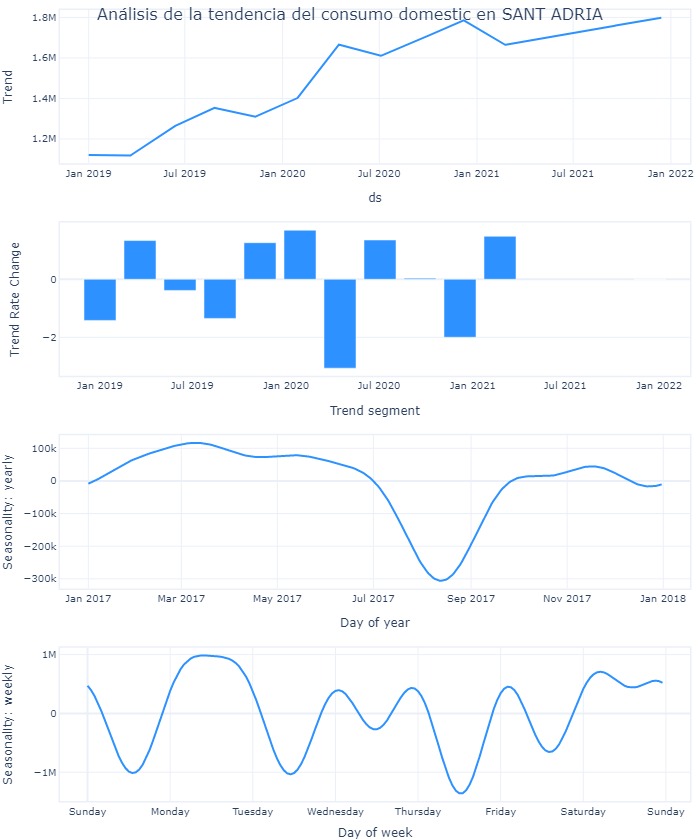 Análisis de la tendencia del consumo domestic en SANT ADRIA
1.8M
1.6M
1.4M
1.2M
Trend
Jan 2019 Jul 2019 Jan 2020 Jul 2020 Jan 2021 Jul 2021 Jan 2022
ds
0
−2
Trend Rate Change
Jan 2019 Jul 2019 Jan 2020 Jul 2020 Jan 2021 Jul 2021 Jan 2022
Trend segment
100k
0
−100k
−200k
−300k
Seasonality: yearly
Jan 2017 Mar 2017 May 2017 Jul 2017 Sep 2017 Nov 2017 Jan 2018
Day of year
1M
0
−1M
Seasonality: weekly
Sunday Monday Tuesday Wednesday Thursday Friday Saturday Sunday
Day of week